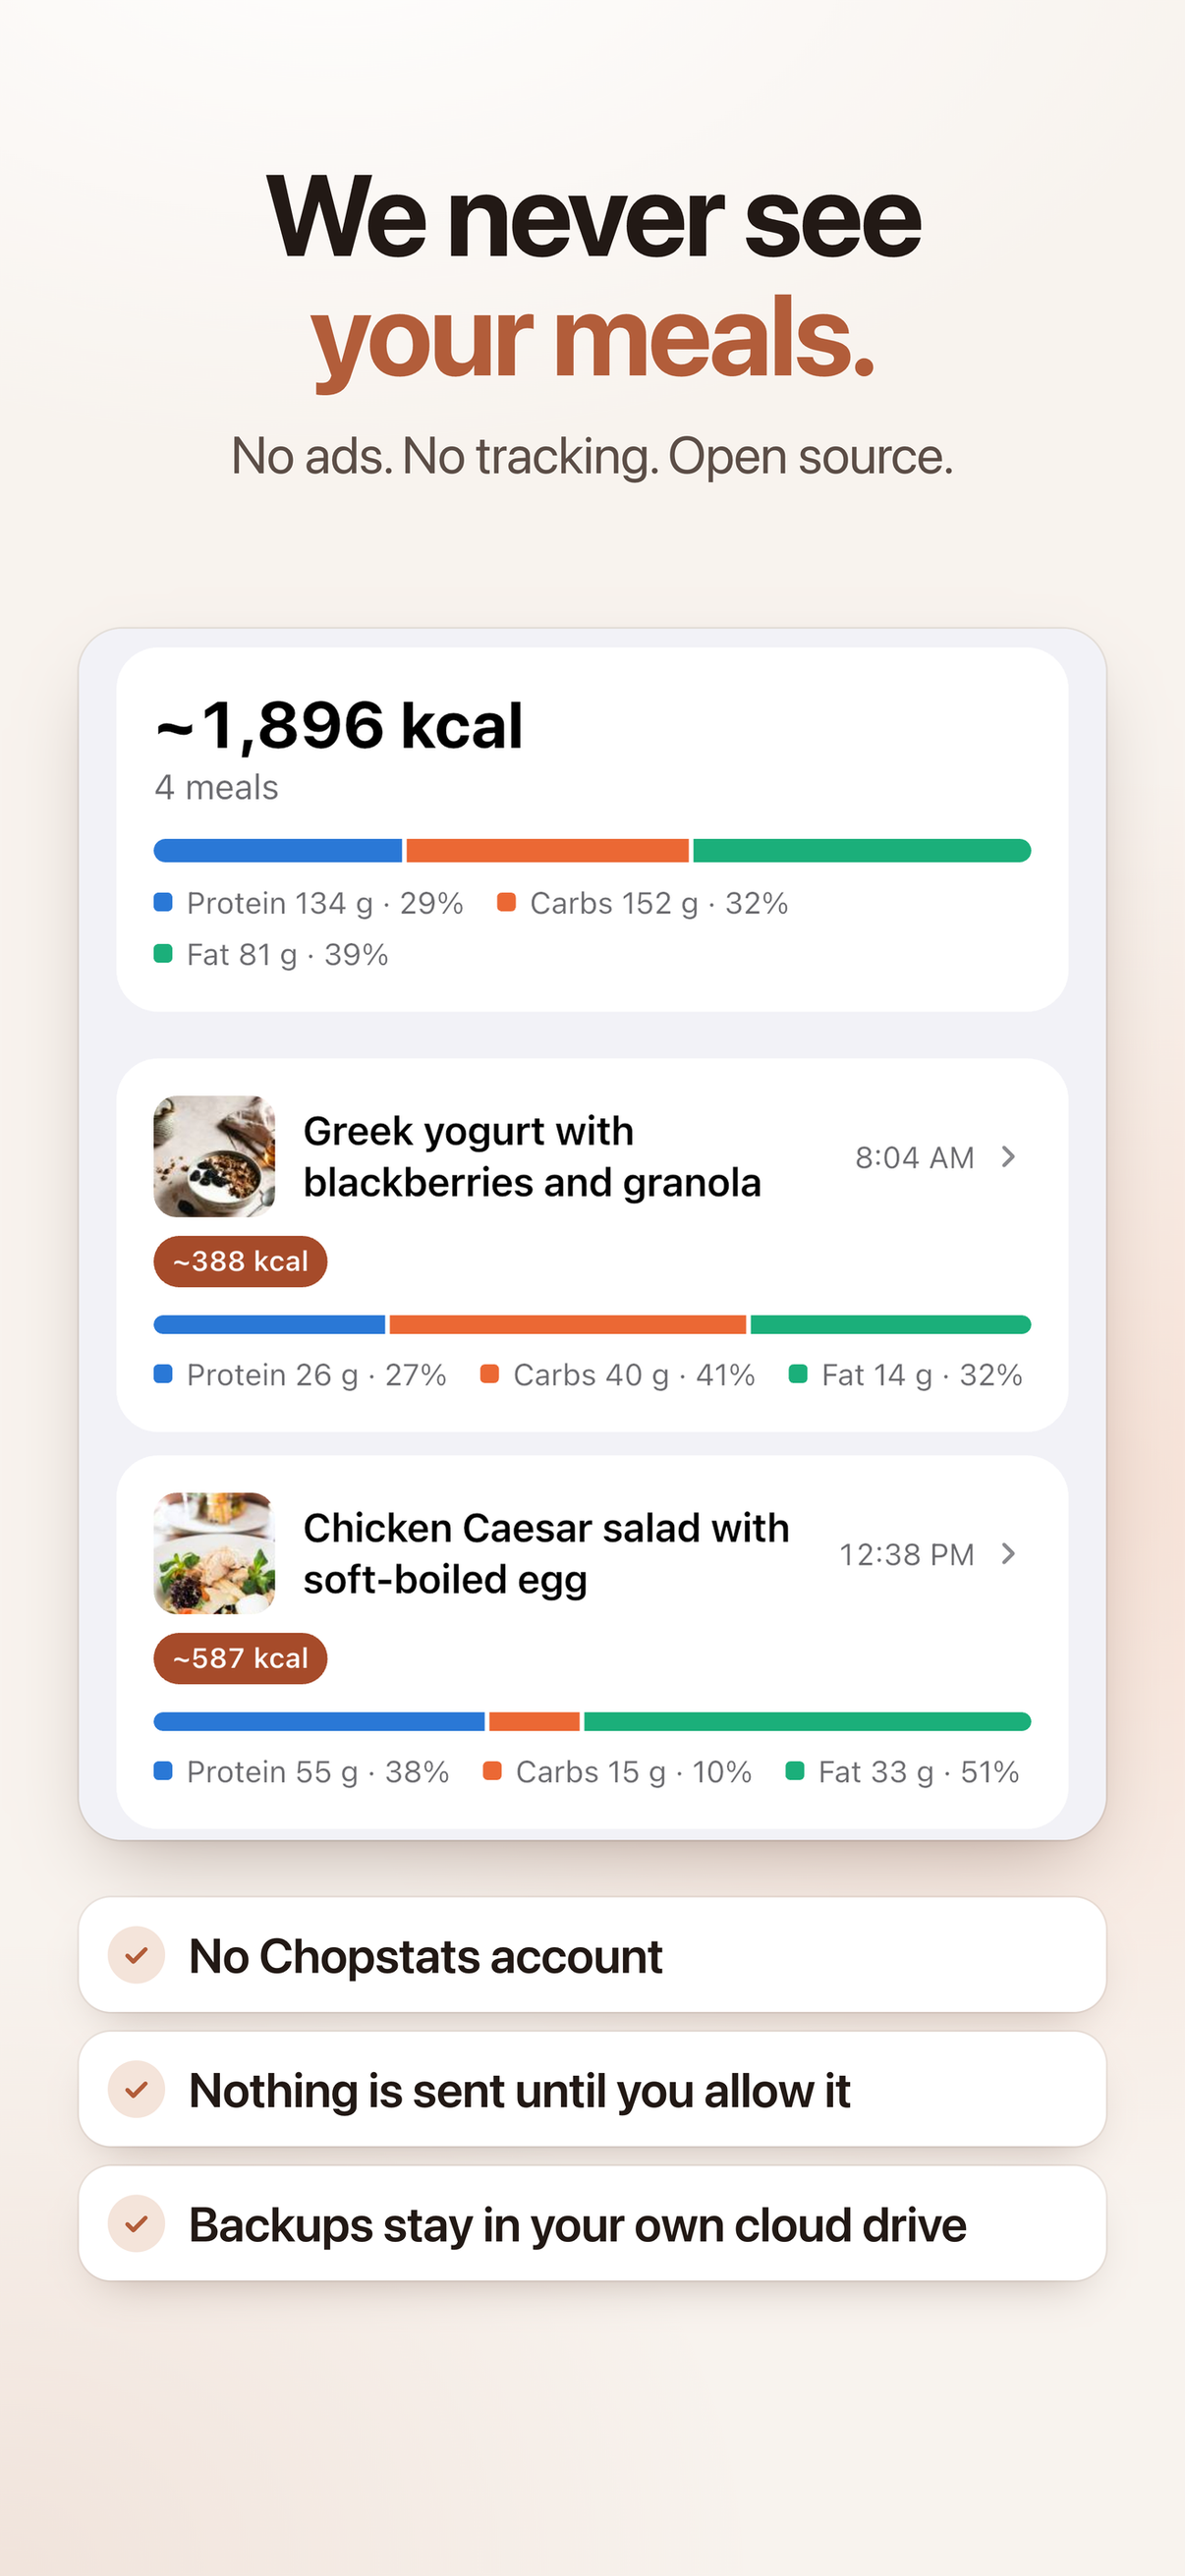 We never see
your meals.
No ads. No tracking. Open source.
~1,896 kcal
4 meals
Protein 134 g · 29% Carbs 152 g · 32%
Fat 81 g · 39%
Greek yogurt with
blackberries and granola
8:04 AM
~388 kcal
Protein 26 g · 27% Carbs 40 g · 41% Fat 14 g · 32%
Chicken Caesar salad with
soft-boiled egg
12:38 PM
~587 kcal
Protein 55 g · 38% Carbs 15 g · 10% Fat 33 g · 51%
No Chopstats account
Nothing is sent until you allow it
Backups stay in your own cloud drive